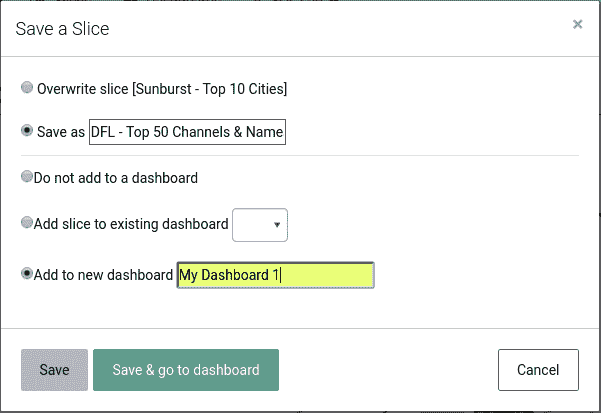 Save a Slice
×
Overwrite slice [Sunburst - Top 10 Cities]
Save as DFL - Top 50 Channels & Name
Do not add to a dashboard
Add slice to existing dashboard
Add to new dashboard My Dashboard 1
Save Save & go to dashboard Cancel